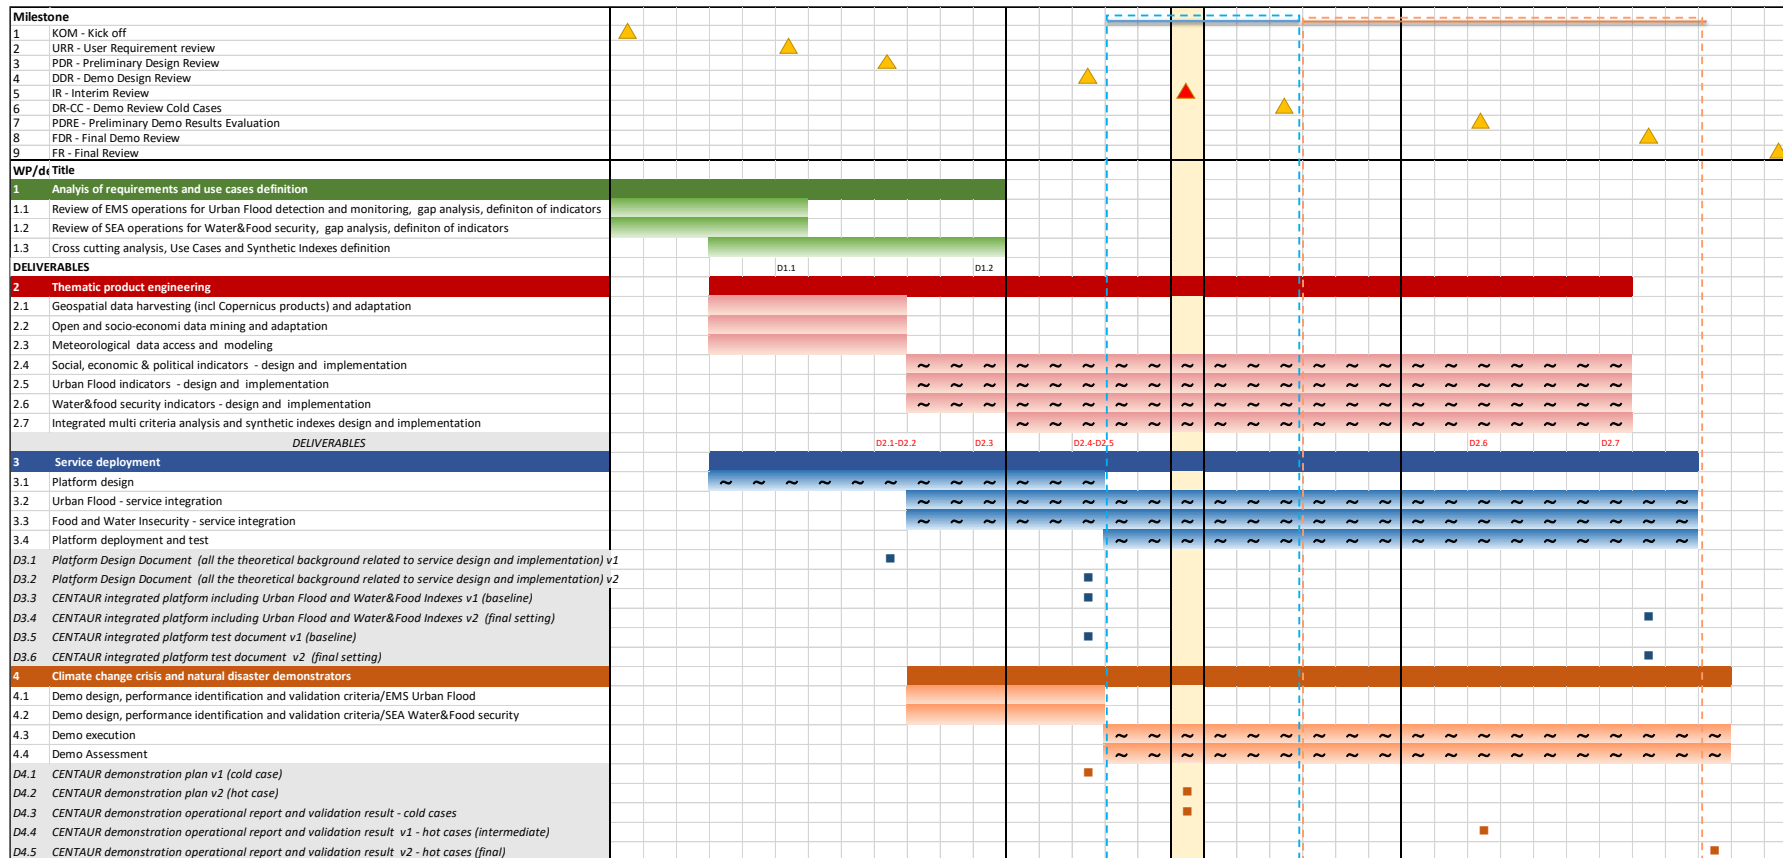 Milestone
1 KOM - Kick off
2 URR - User Requirement review
3 PDR - Preliminary Design Review
4 DDR - Demo Design Review
5 IR - Interim Review
6 DR-CC - Demo Review Cold Cases
7 PDRE - Preliminary Demo Results Evaluation
8 FDR - Final Demo Review
9 FR - Final Review
WP/de Title
1 Analyis of requirements and use cases definition
1.1 Review of EMS operations for Urban Flood detection and monitoring, gap analysis, definiton of indicators
1.2 Review of SEA operations for Water&Food security, gap analysis, definiton of indicators
1.3 Cross cutting analysis, Use Cases and Synthetic Indexes definition
DELIVERABLES D1.1 D1.2
2 Thematic product engineering
2.1 Geospatial data harvesting (incl Copernicus products) and adaptation
2.2 Open and socio-economi data mining and adaptation
2.3 Meteorological data access and modeling
2.4 Social, economic & political indicators - design and implementation ~ ~ ~ ~ ~ ~ ~ ~ ~ ~ ~ ~ ~ ~ ~ ~ ~ ~ ~ ~ ~ ~
2.5 Urban Flood indicators - design and implementation ~ ~ ~ ~ ~ ~ ~ ~ ~ ~ ~ ~ ~ ~ ~ ~ ~ ~ ~ ~ ~ ~
2.6 Water&food security indicators - design and implementation ~ ~ ~ ~ ~ ~ ~ ~ ~ ~ ~ ~ ~ ~ ~ ~ ~ ~ ~ ~ ~ ~
2.7 Integrated multi criteria analysis and synthetic indexes design and implementation ~ ~ ~ ~ ~ ~ ~ ~ ~ ~ ~ ~ ~ ~ ~ ~ ~ ~ ~
DELIVERABLES D2.1-D2.2 D2.3 D2.4-D2.5 D2.6 D2.7
3 Service deployment
3.1 Platform design ~ ~ ~ ~ ~ ~ ~ ~ ~ ~ ~ ~
3.2 Urban Flood - service integration ~ ~ ~ ~ ~ ~ ~ ~ ~ ~ ~ ~ ~ ~ ~ ~ ~ ~ ~ ~ ~ ~ ~ ~
3.3 Food and Water Insecurity - service integration ~ ~ ~ ~ ~ ~ ~ ~ ~ ~ ~ ~ ~ ~ ~ ~ ~ ~ ~ ~ ~ ~ ~ ~
3.4 Platform deployment and test ~ ~ ~ ~ ~ ~ ~ ~ ~ ~ ~ ~ ~ ~ ~ ~ ~ ~
D3.1 Platform Design Document (all the theoretical background related to service design and implementation) v1
D3.2 Platform Design Document (all the theoretical background related to service design and implementation) v2
D3.3 CENTAUR integrated platform including Urban Flood and Water&Food Indexes v1 (baseline)
D3.4 CENTAUR integrated platform including Urban Flood and Water&Food Indexes v2 (final setting)
D3.5 CENTAUR integrated platform test document v1 (baseline)
D3.6 CENTAUR integrated platform test document v2 (final setting)
4 Climate change crisis and natural disaster demonstrators
4.1 Demo design, performance identification and validation criteria/EMS Urban Flood
4.2 Demo design, performance identification and validation criteria/SEA Water&Food security
4.3 Demo execution ~ ~ ~ ~ ~ ~ ~ ~ ~ ~ ~ ~ ~ ~ ~ ~ ~ ~ ~
4.4 Demo Assessment ~ ~ ~ ~ ~ ~ ~ ~ ~ ~ ~ ~ ~ ~ ~ ~ ~ ~ ~
D4.1 CENTAUR demonstration plan v1 (cold case)
D4.2 CENTAUR demonstration plan v2 (hot case)
D4.3 CENTAUR demonstration operational report and validation result - cold cases
D4.4 CENTAUR demonstration operational report and validation result v1 - hot cases (intermediate)
D4.5 CENTAUR demonstration operational report and validation result v2 - hot cases (final)